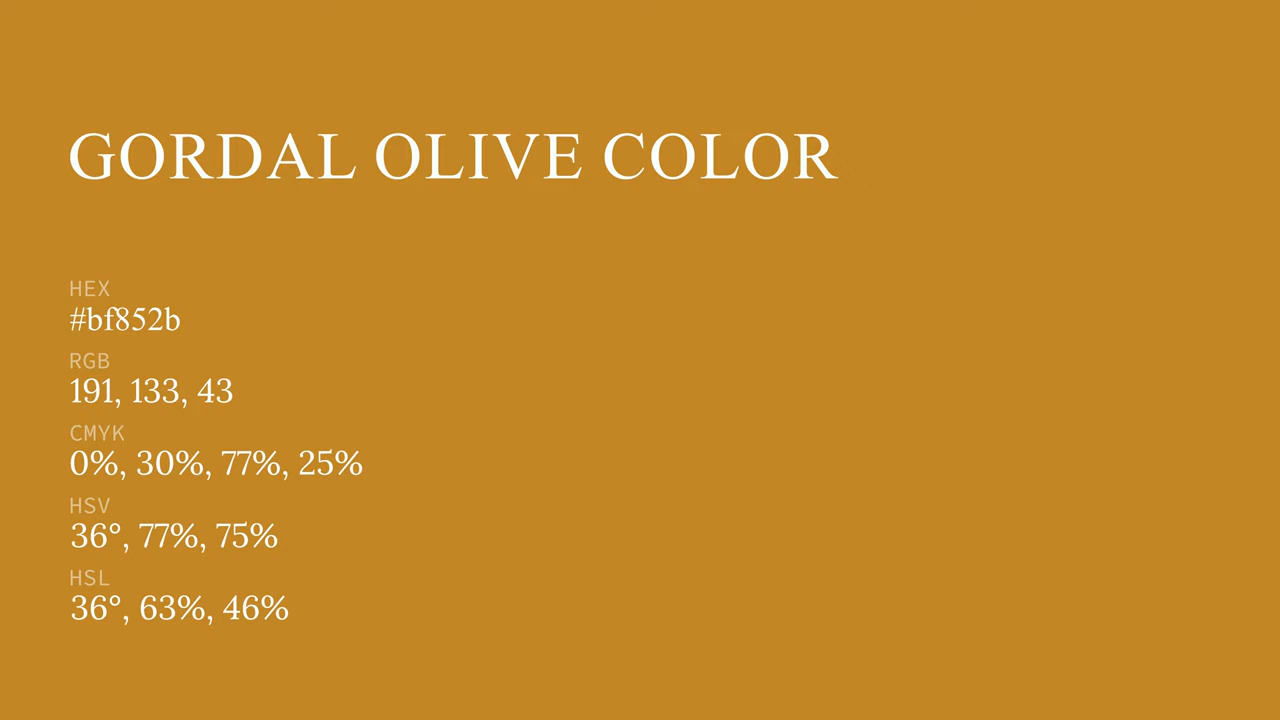 GORDAL OLIVE COLOR
HEX
#bf852b
RGB
191, 133, 43
CMYK
0%, 30%, 77%, 25%
HSV
36°, 77%, 75%
HSL
36°, 63%, 46%